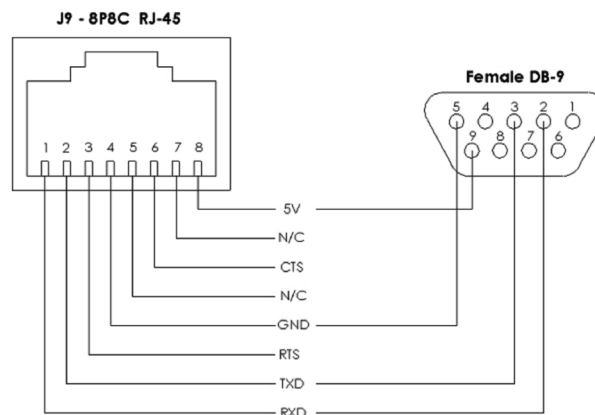 J9 - 8P8C RJ-45
Female DB-9
5 4 3 2 1
9 8 7 6
1 2 3 4 5 6 7 8
5V
N/C
CTS
N/C
GND
RTS
TXD
RXD